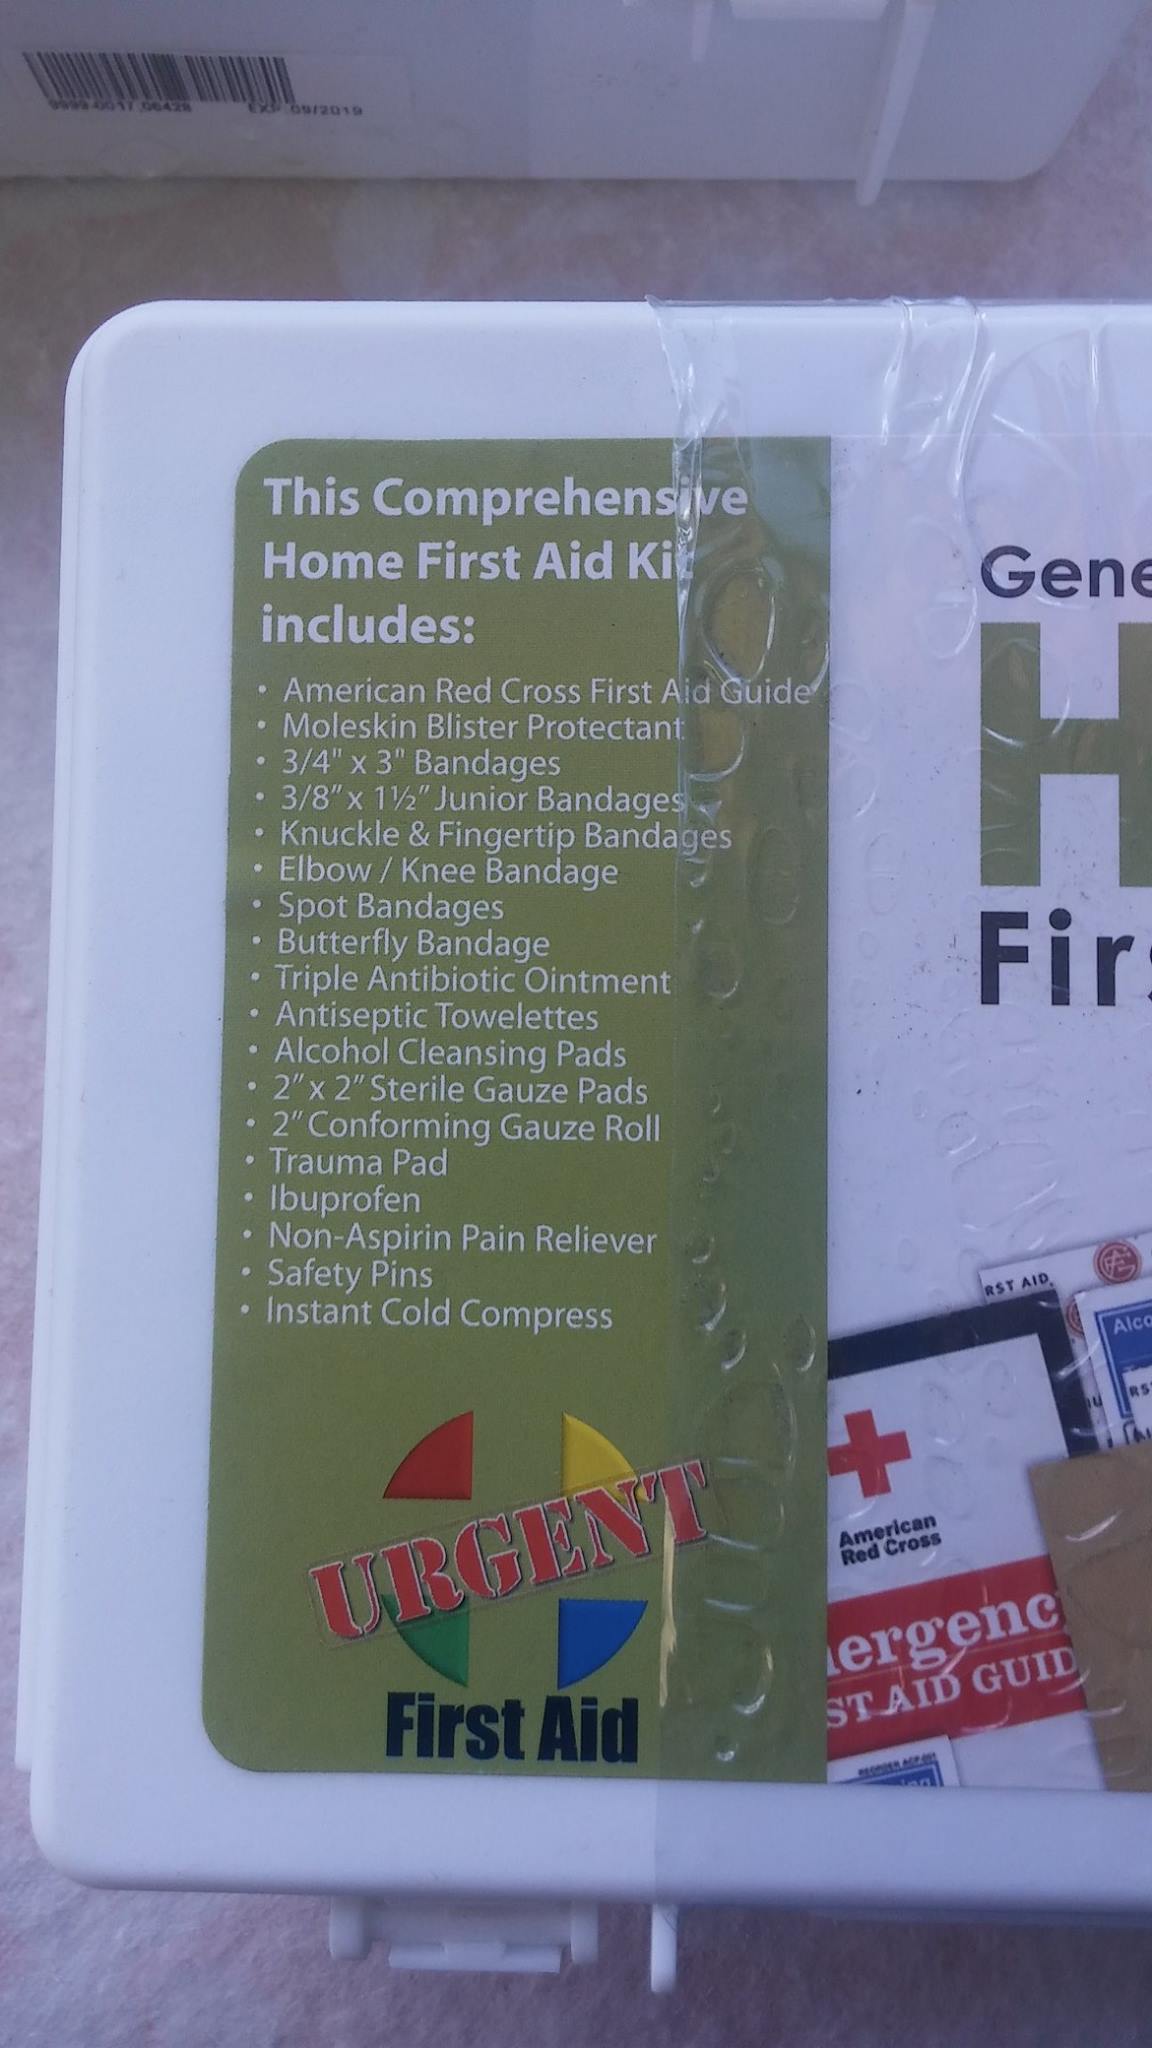 EXP 09/2019
This Comprehensive
Home First Aid Kit
includes:
• American Red Cross First Aid Guide
• Moleskin Blister Protectant
• 3/4" x 3" Bandages
• 3/8" x 1½" Junior Bandages
• Knuckle & Fingertip Bandages
• Elbow / Knee Bandage
• Spot Bandages
• Butterfly Bandage
• Triple Antibiotic Ointment
• Antiseptic Towelettes
• Alcohol Cleansing Pads
• 2" x 2" Sterile Gauze Pads
• 2" Conforming Gauze Roll
• Trauma Pad
• Ibuprofen
• Non-Aspirin Pain Reliever
• Safety Pins
• Instant Cold Compress
URGENT
First Aid
Gene
H
Firs
RST AID
Alco
American
Red Cross
ergenc
ST AID GUID